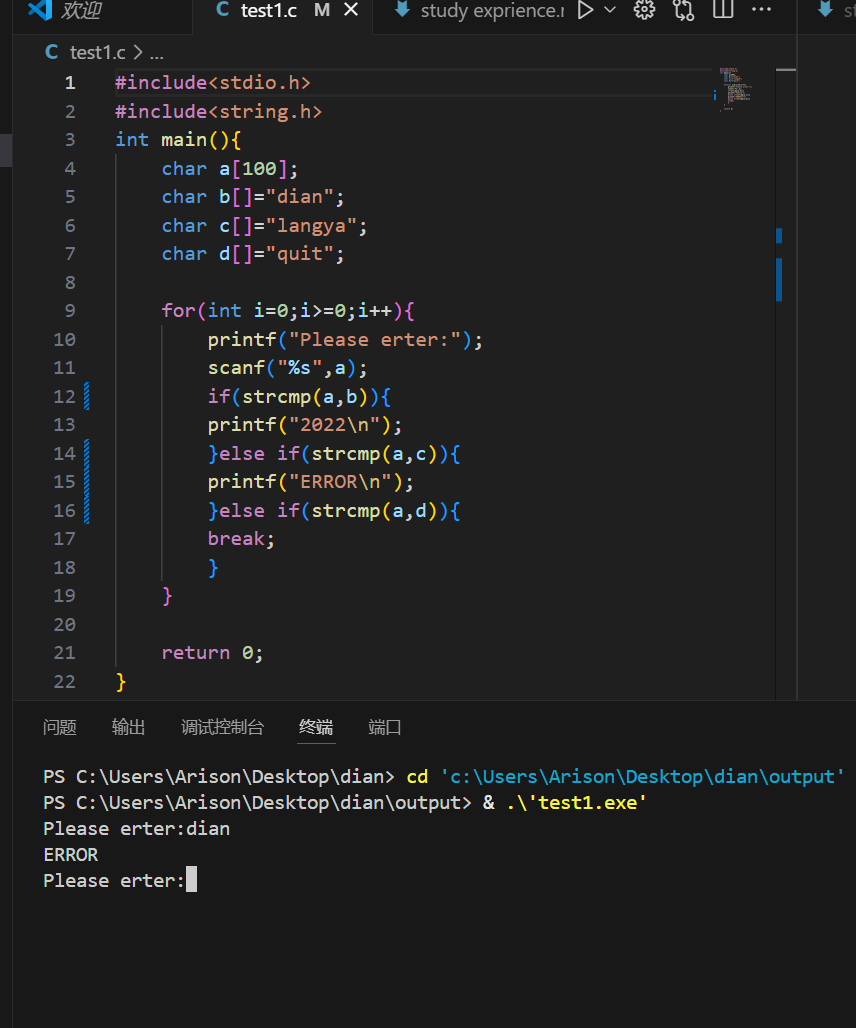 欢迎 C test1.c M study exprience.r
C test1.c > ...
1 #include<stdio.h>
2 #include<string.h>
3 int main(){
4 char a[100];
5 char b[]="dian";
6 char c[]="langya";
7 char d[]="quit";
8
9 for(int i=0;i>=0;i++){
10 printf("Please erter:");
11 scanf("%s",a);
12 if(strcmp(a,b)){
13 printf("2022\n");
14 }else if(strcmp(a,c)){
15 printf("ERROR\n");
16 }else if(strcmp(a,d)){
17 break;
18 }
19 }
20
21 return 0;
22 }
问题 输出 调试控制台 终端 端口
PS C:\Users\Arison\Desktop\dian> cd 'c:\Users\Arison\Desktop\dian\output'
PS C:\Users\Arison\Desktop\dian\output> & .\'test1.exe'
Please erter:dian
ERROR
Please erter: